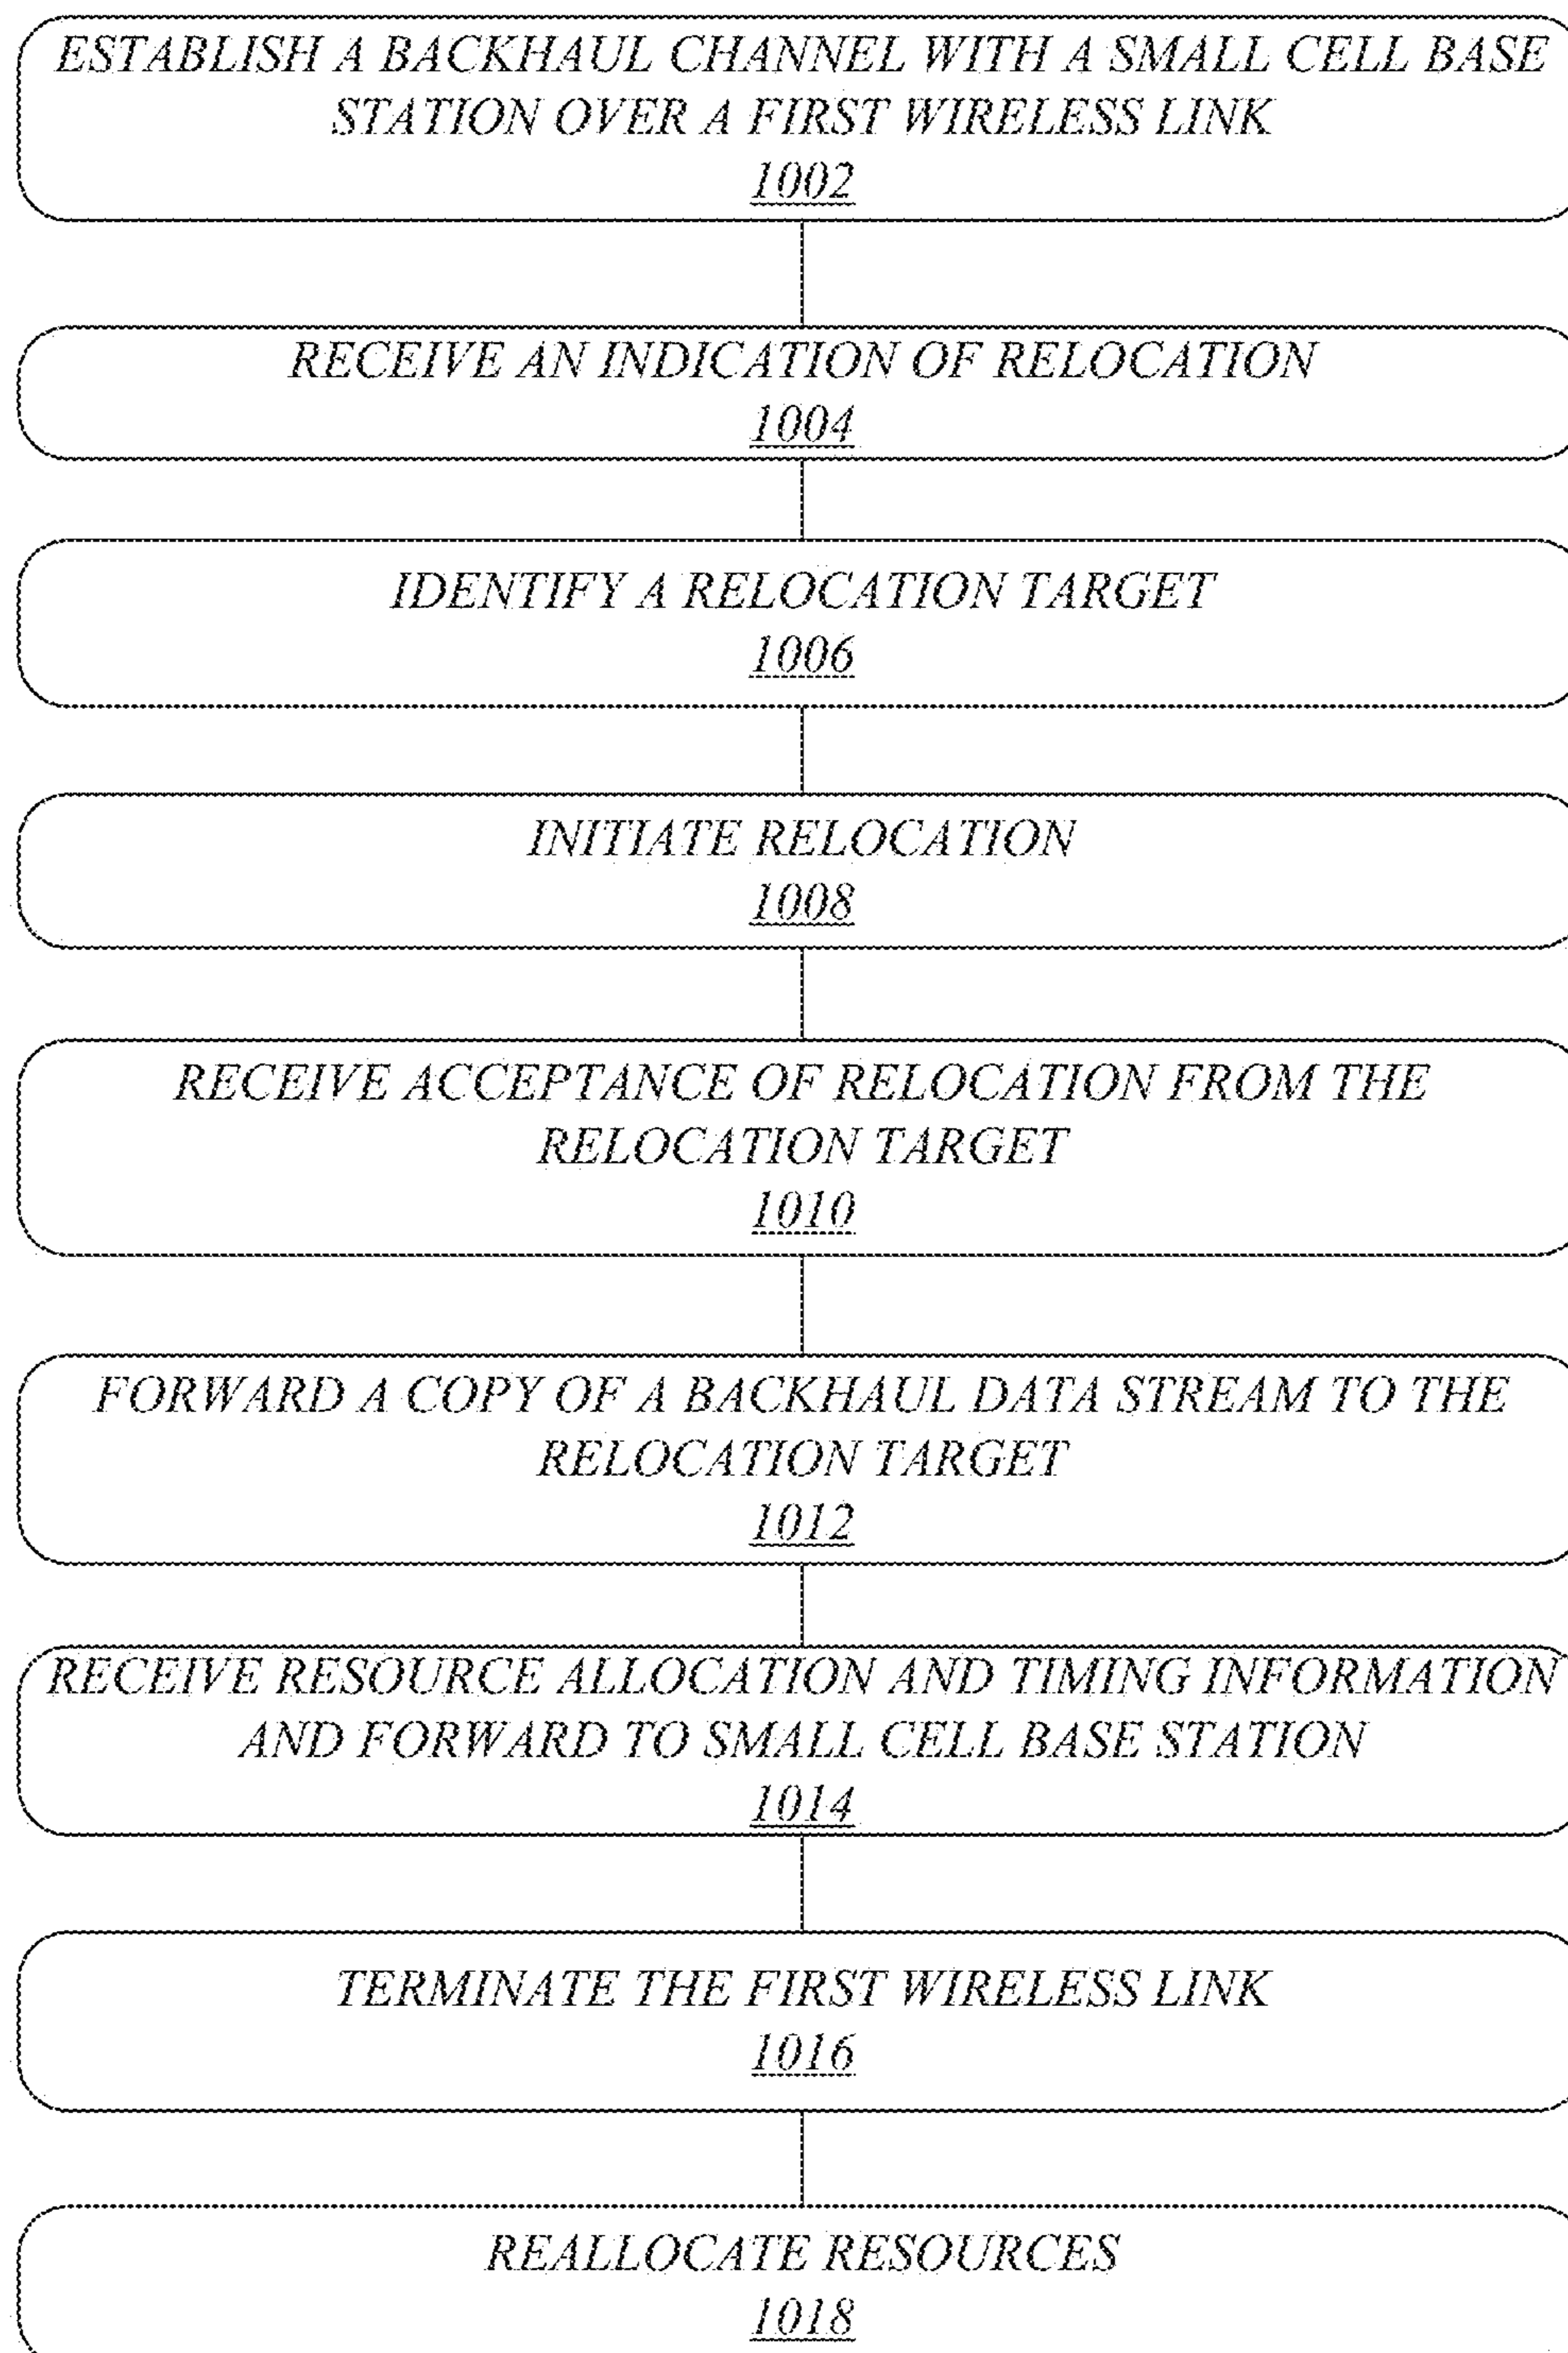 ESTABLISH A BACKHAUL CHANNEL WITH A SMALL CELL BASE
STATION OVER A FIRST WIRELESS LINK
1002
RECEIVE AN INDICATION OF RELOCATION
1004
IDENTIFY A RELOCATION TARGET
1006
INITIATE RELOCATION
1008
RECEIVE ACCEPTANCE OF RELOCATION FROM THE
RELOCATION TARGET
1010
FORWARD A COPY OF A BACKHAUL DATA STREAM TO THE
RELOCATION TARGET
1012
RECEIVE RESOURCE ALLOCATION AND TIMING INFORMATION
AND FORWARD TO SMALL CELL BASE STATION
1014
TERMINATE THE FIRST WIRELESS LINK
1016
REALLOCATE RESOURCES
1018